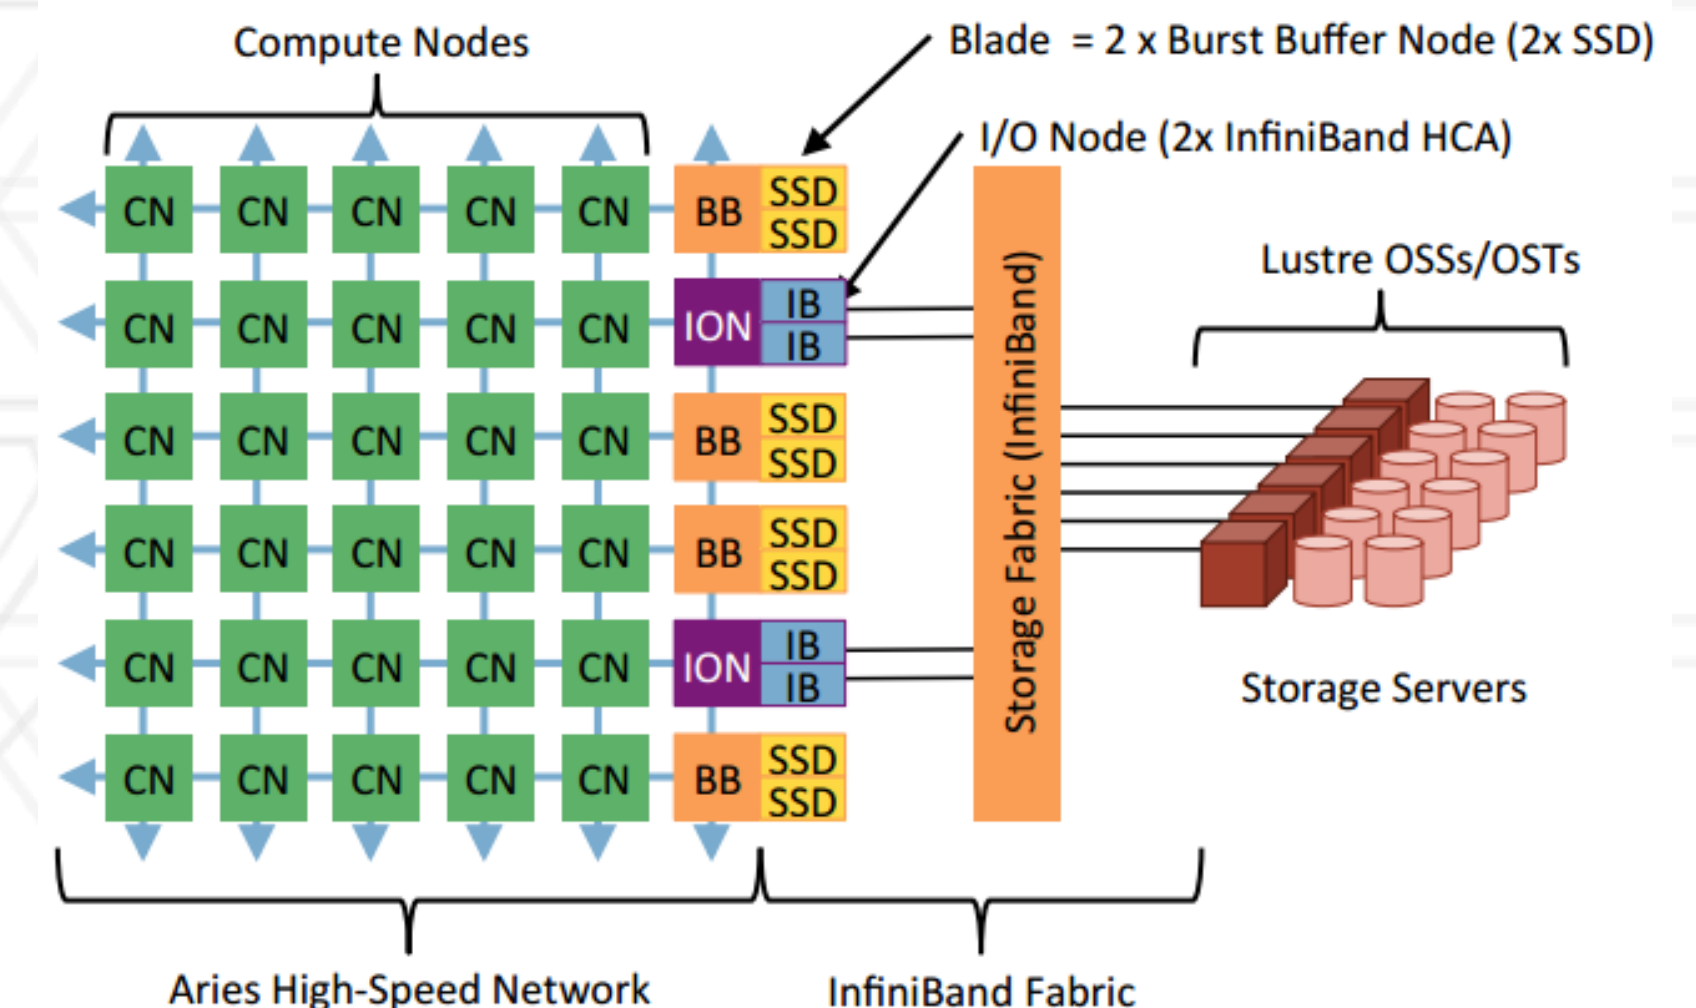 Compute Nodes
Blade = 2 x Burst Buffer Node (2x SSD)
I/O Node (2x InfiniBand HCA)
CN CN CN CN CN BB SSD
SSD
CN CN CN CN CN ION IB
IB
CN CN CN CN CN BB SSD
SSD
CN CN CN CN CN BB SSD
SSD
CN CN CN CN CN ION IB
IB
CN CN CN CN CN BB SSD
SSD
Storage Fabric (InfiniBand)
Lustre OSSs/OSTs
Storage Servers
Aries High-Speed Network
InfiniBand Fabric